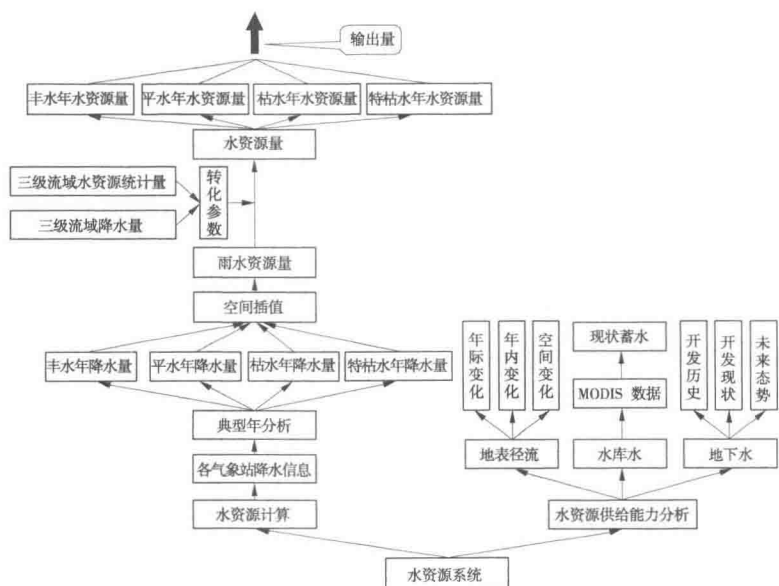 输出量
丰水年水资源量
平水年水资源量
枯水年水资源量
特枯水年水资源量
水资源量
三级流域水资源统计量
三级流域降水量
转化参数
雨水资源量
空间插值
丰水年降水量
平水年降水量
枯水年降水量
特枯水年降水量
典型年分析
各气象站降水信息
水资源计算
年际变化
年内变化
空间变化
现状蓄水
MODIS 数据
开发历史
开发现状
未来态势
地表径流
水库水
地下水
水资源供给能力分析
水资源系统